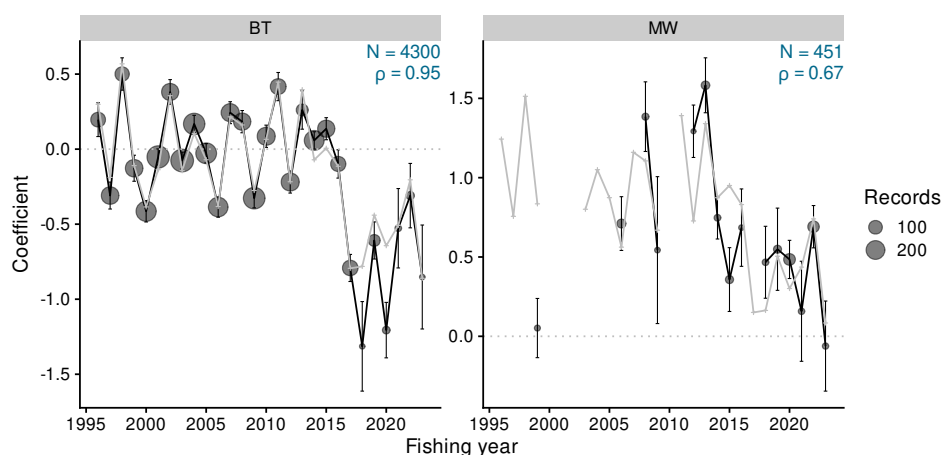 BT
MW
N = 4300
ρ = 0.95
N = 451
ρ = 0.67
0.5
0.0
-0.5
-1.0
-1.5
1.5
1.0
0.5
0.0
Coefficient
Records
100
200
1995 2000 2005 2010 2015 2020
1995 2000 2005 2010 2015 2020
Fishing year